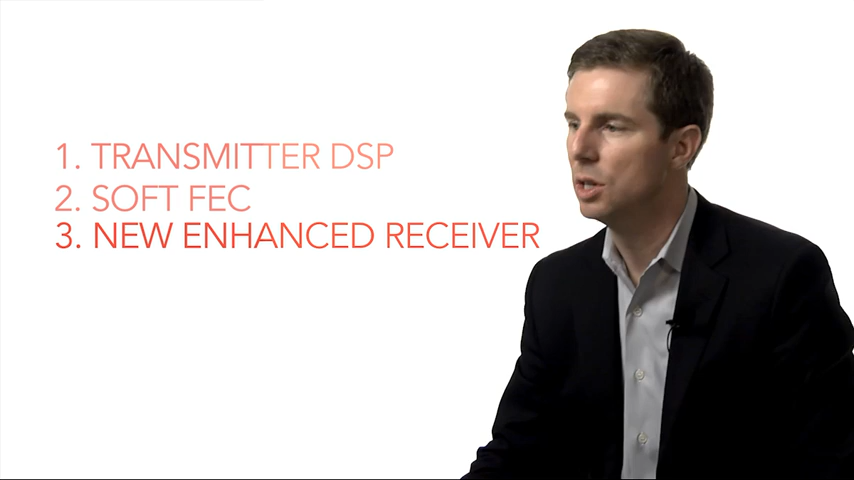 1. TRANSMITTER DSP
2. SOFT FEC
3. NEW ENHANCED RECEIVER